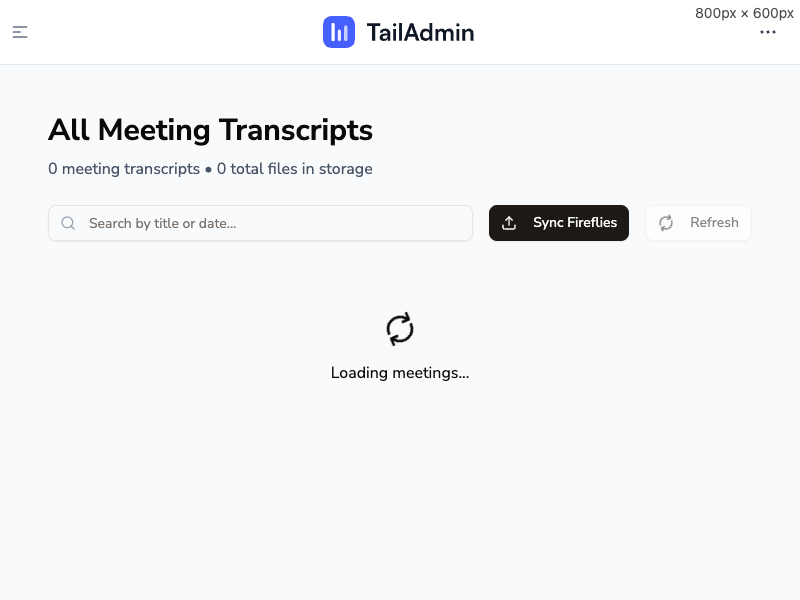 800px × 600px
TailAdmin
All Meeting Transcripts
0 meeting transcripts • 0 total files in storage
Search by title or date...
Sync Fireflies
Refresh
Loading meetings...